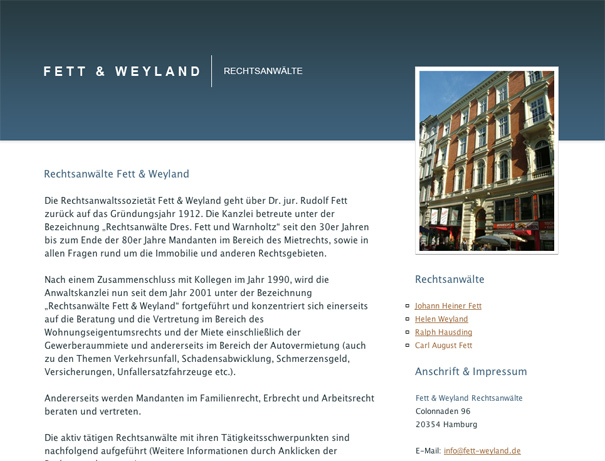 FETT & WEYLAND RECHTSANWÄLTE
Rechtsanwälte Fett & Weyland
Die Rechtsanwaltssozietät Fett & Weyland geht über Dr. jur. Rudolf Fett
zurück auf das Gründungsjahr 1912. Die Kanzlei betreute unter der
Bezeichnung „Rechtsanwälte Dres. Fett und Warnholtz“ seit den 30er Jahren
bis zum Ende der 80er Jahre Mandanten im Bereich des Mietrechts, sowie in
allen Fragen rund um die Immobilie und anderen Rechtsgebieten.
Nach einem Zusammenschluss mit Kollegen im Jahr 1990, wird die
Anwaltskanzlei nun seit dem Jahr 2001 unter der Bezeichnung
„Rechtsanwälte Fett & Weyland“ fortgeführt und konzentriert sich einerseits
auf die Beratung und die Vertretung im Bereich des
Wohnungseigentumsrechts und der Miete einschließlich der
Gewerberaummiete und andererseits im Bereich der Autovermietung (auch
zu den Themen Verkehrsunfall, Schadensabwicklung, Schmerzensgeld,
Versicherungen, Unfallersatzfahrzeuge etc.).
Andererseits werden Mandanten im Familienrecht, Erbrecht und Arbeitsrecht
beraten und vertreten.
Die aktiv tätigen Rechtsanwälte mit ihren Tätigkeitsschwerpunkten sind
nachfolgend aufgeführt (Weitere Informationen durch Anklicken der
Rechtsanwälte
Johann Heiner Fett
Helen Weyland
Ralph Hausding
Carl August Fett
Anschrift & Impressum
Fett & Weyland Rechtsanwälte
Colonnaden 96
20354 Hamburg
E-Mail: info@fett-weyland.de